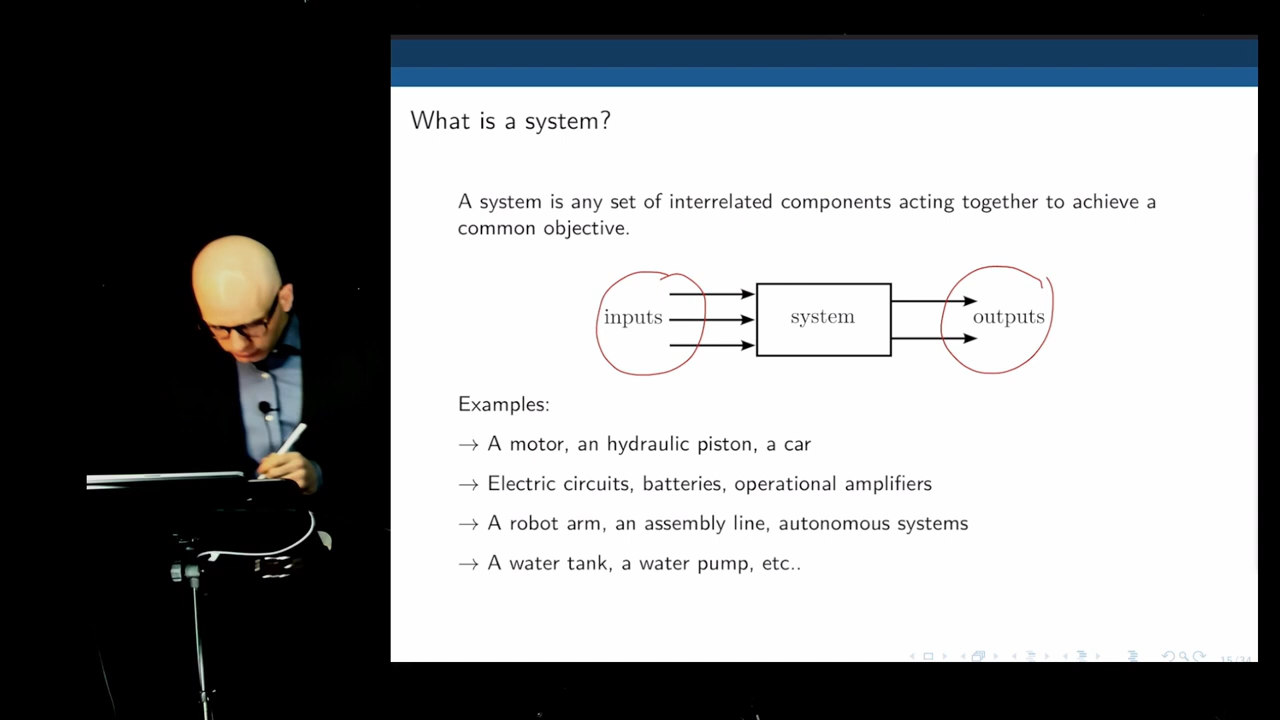 What is a system?
A system is any set of interrelated components acting together to achieve a
common objective.
inputs
system
outputs
Examples:
→ A motor, an hydraulic piston, a car
→ Electric circuits, batteries, operational amplifiers
→ A robot arm, an assembly line, autonomous systems
→ A water tank, a water pump, etc..